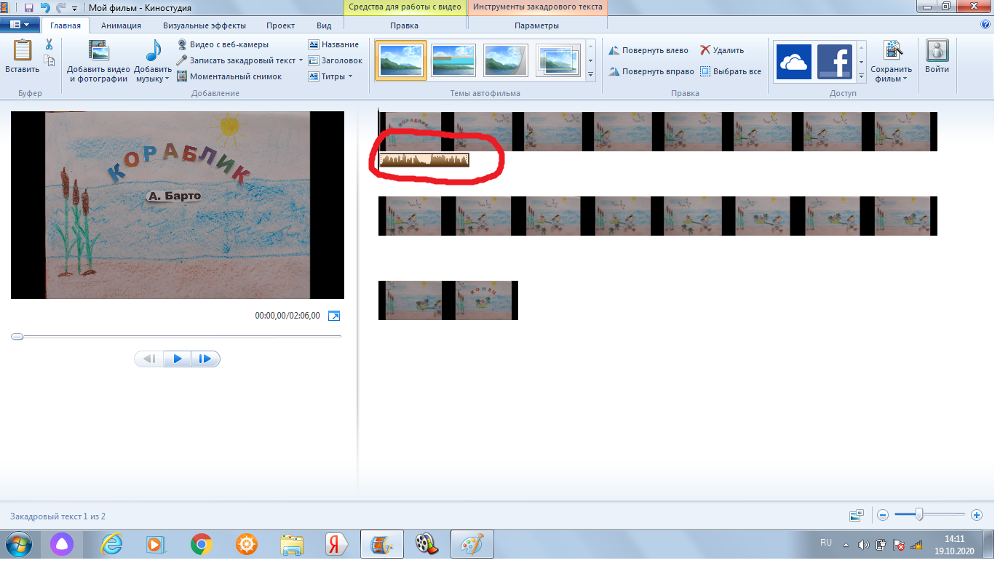 Мой фильм - Киностудия
Средства для работы с видео
Инструменты закадрового текста
Главная
Анимация
Визуальные эффекты
Проект
Вид
Правка
Параметры
Вставить
Буфер
Добавить видео
и фотографии
Добавить
музыку
Видео с веб-камеры
Записать закадровый текст
Моментальный снимок
Название
Заголовок
Титры
Добавление
Темы автофильма
Повернуть влево
Повернуть вправо
Удалить
Выбрать все
Правка
Сохранить
фильм
Доступ
Войти
КОРАБЛИК
А. Барто
КОРАБЛИК
КОНЕЦ
00:00,00/02:06,00
Закадровый текст 1 из 2
RU
14:11
19.10.2020